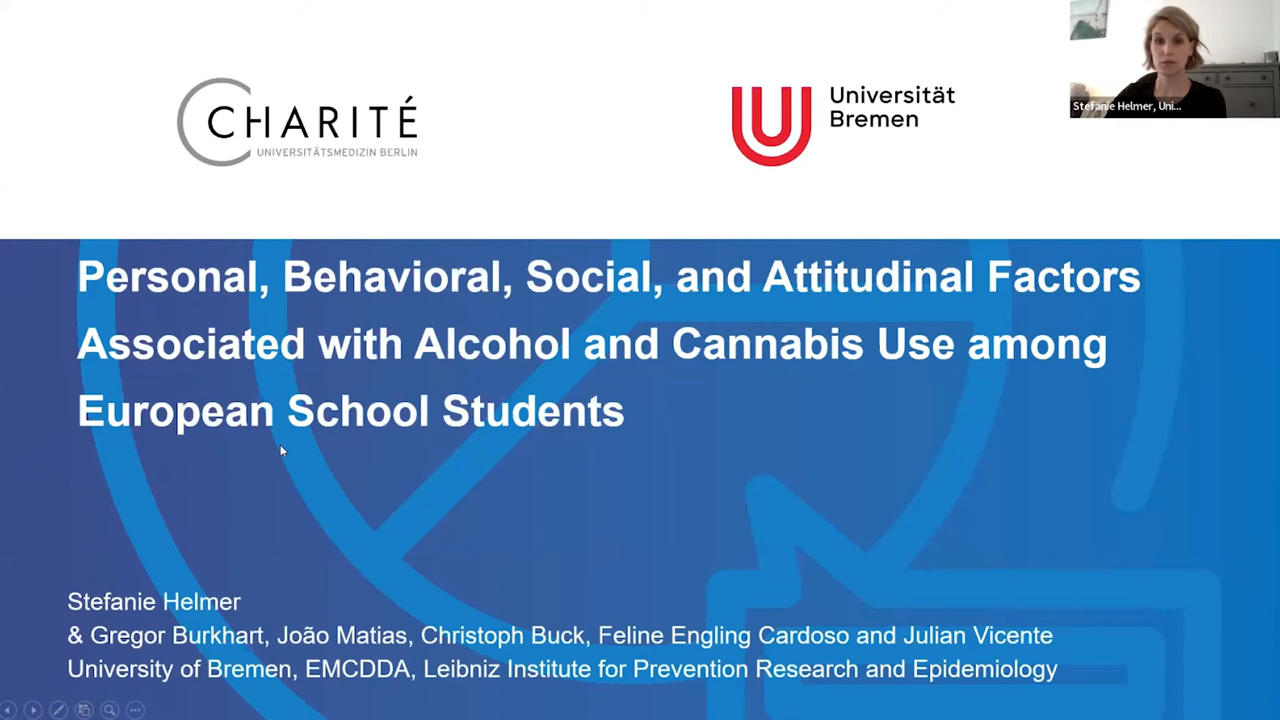 CHARITÉ
UNIVERSITÄTSMEDIZIN BERLIN
Universität
Bremen
Stefanie Helmer, Uni...
Personal, Behavioral, Social, and Attitudinal Factors
Associated with Alcohol and Cannabis Use among
European School Students
Stefanie Helmer
& Gregor Burkhart, João Matias, Christoph Buck, Feline Engling Cardoso and Julian Vicente
University of Bremen, EMCDDA, Leibniz Institute for Prevention Research and Epidemiology